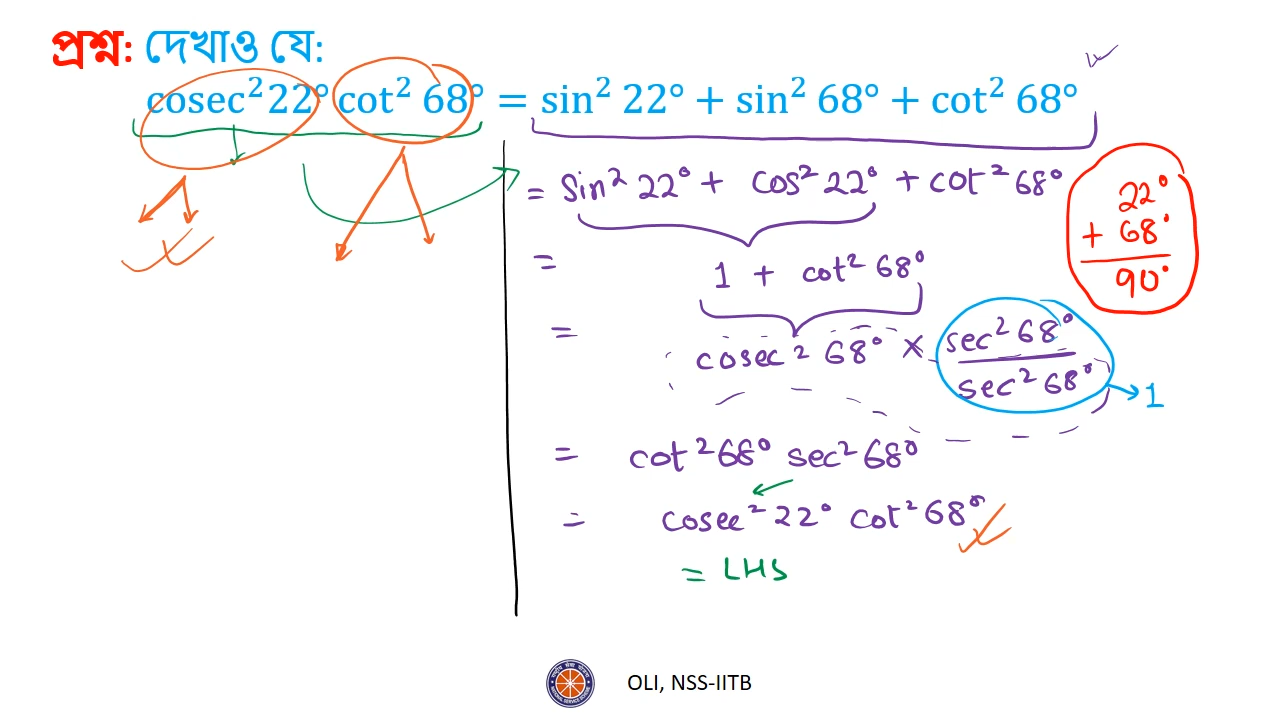 প্রশ্ন: দেখাও যে:
cosec² 22° cot² 68° = sin² 22° + sin² 68° + cot² 68°
= sin² 22° + cos² 22° + cot² 68°
22°
+ 68°
90°
= 1 + cot² 68°
= cosec² 68° × sec² 68°
sec² 68°
→ 1
= cot² 68° sec² 68°
= cosec² 22° cot² 68°
= LHS
OLI, NSS-IITB